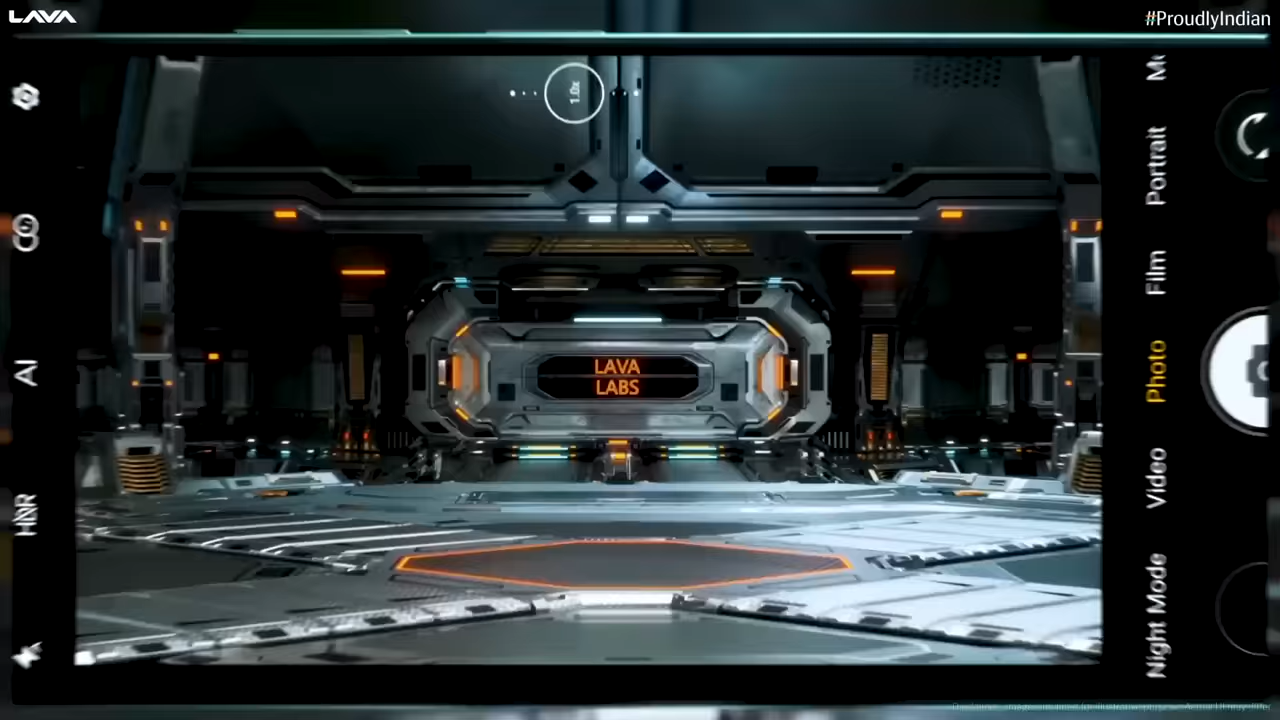 LAVA
#ProudlyIndian
1.0x
AI
HDR
LAVA
LABS
Portrait
Film
Photo
Video
Night Mode